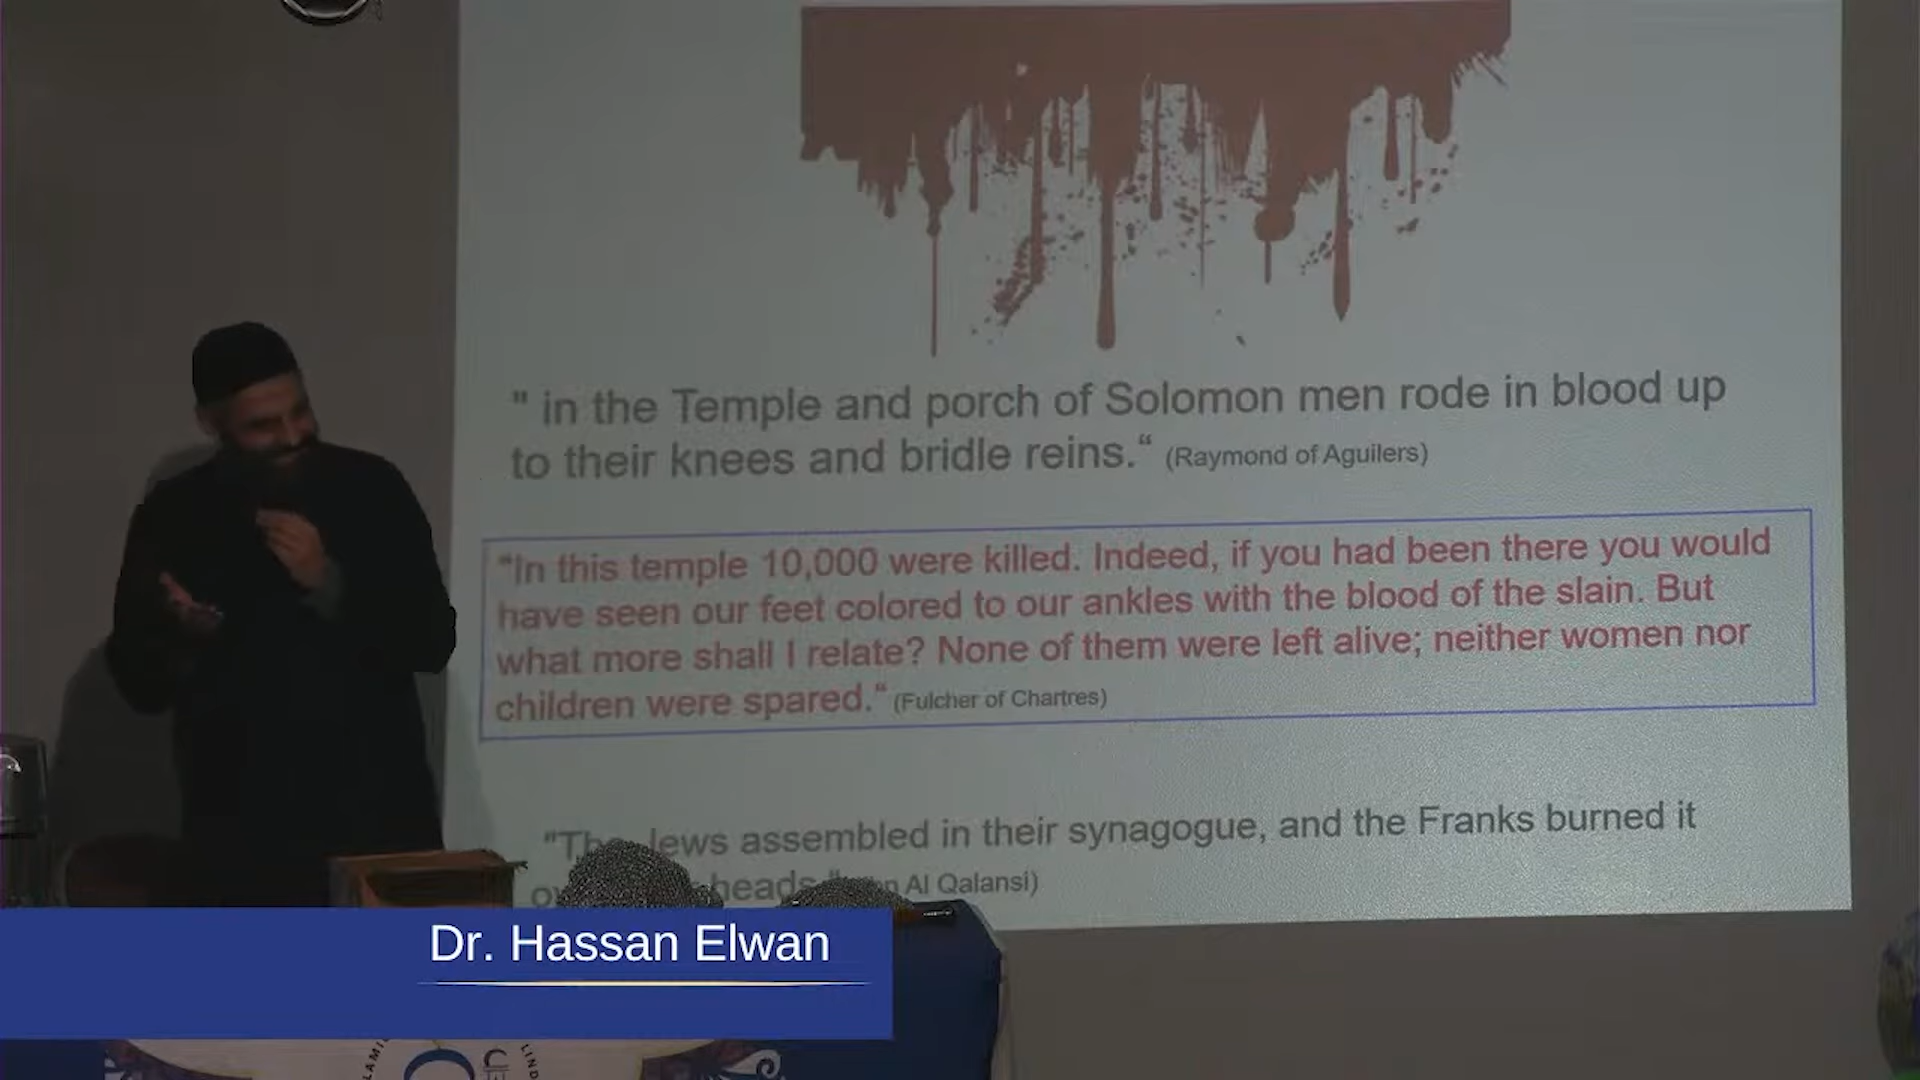 " in the Temple and porch of Solomon men rode in blood up
to their knees and bridle reins.“ (Raymond of Aguilers)
“In this temple 10,000 were killed. Indeed, if you had been there you would
have seen our feet colored to our ankles with the blood of the slain. But
what more shall I relate? None of them were left alive; neither women nor
children were spared.“ (Fulcher of Chartres)
"The Jews assembled in their synagogue, and the Franks burned it
heads Al Qalansi)
Dr. Hassan Elwan